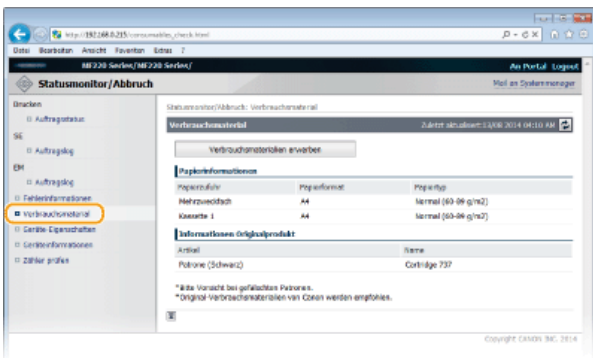 http://192.168.0.215/consumables_check.html
Datei Bearbeiten Ansicht Favoriten Extras ?
MF220 Series/MF220 Series/
An Portal Logout
Statusmonitor/Abbruch
Mail an Systemmanager
Drucken
Auftragsstatus
SE
Auftragslog
EM
Auftragslog
Fehlerinformationen
Verbrauchsmaterial
Geräte-Eigenschaften
Geräteinformationen
Zähler prüfen
Statusmonitor/Abbruch: Verbrauchsmaterial
Verbrauchsmaterial
Zuletzt aktualisiert:13/08 2014 04:10 AM
Verbrauchsmaterialien erwerben
Papierinformationen
Papierzufuhr Papierformat Papiertyp
Mehrzweckfach A4 Normal (60-89 g/m2)
Kassette 1 A4 Normal (60-89 g/m2)
Informationen Originalprodukt
Artikel Name
Patrone (Schwarz) Cartridge 737
*Bitte Vorsicht bei gefälschten Patronen.
*Original-Verbrauchsmaterialien von Canon werden empfohlen.
Copyright CANON INC. 2014